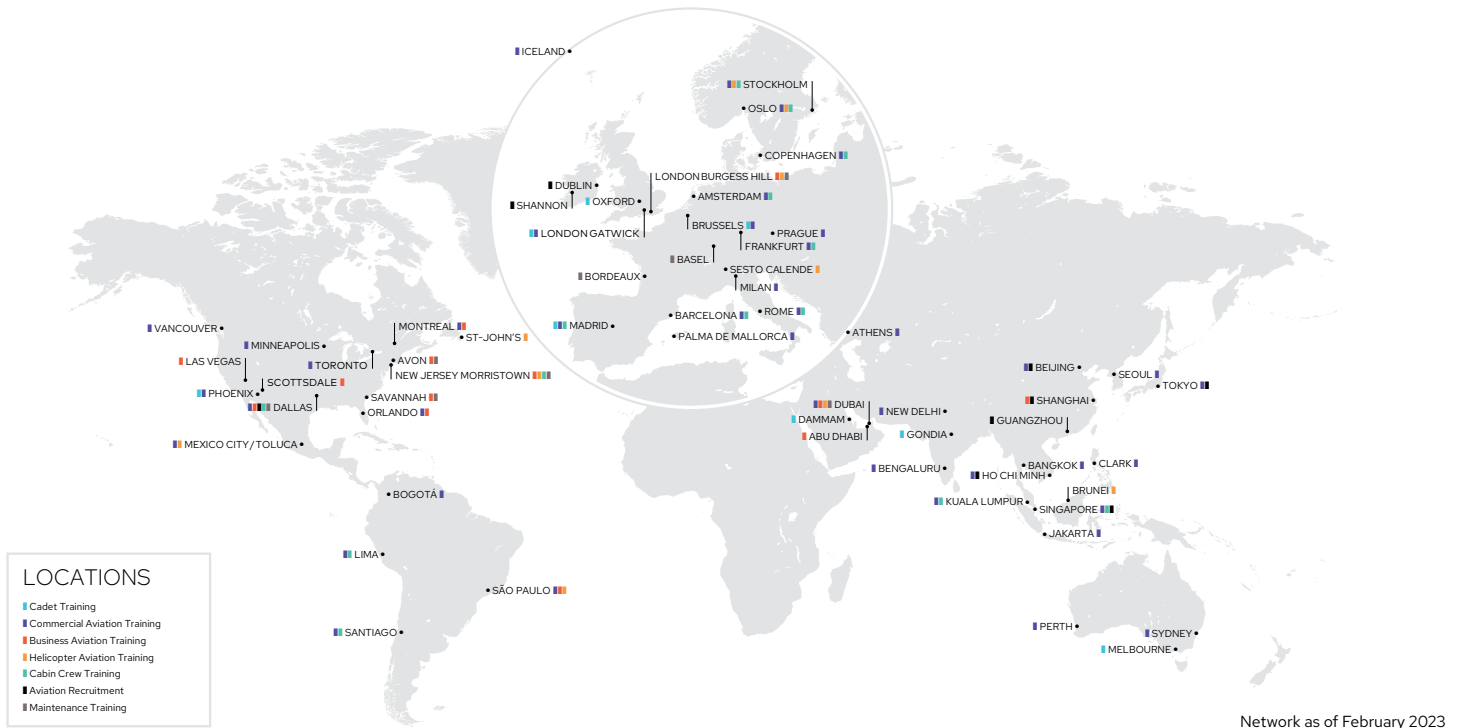 ICELAND
STOCKHOLM
OSLO
COPENHAGEN
LONDON BURGESS HILL
DUBLIN
AMSTERDAM
OXFORD
SHANNON
BRUSSELS
LONDON GATWICK
PRAGUE
FRANKFURT
BASEL
SESTO CALENDE
BORDEAUX
MILAN
ROME
BARCELONA
MADRID
PALMA DE MALLORCA
ATHENS
VANCOUVER
MONTREAL
ST-JOHN'S
MINNEAPOLIS
LAS VEGAS
TORONTO
AVON
NEW JERSEY MORRISTOWN
SCOTTSDALE
PHOENIX
SAVANNAH
DALLAS
ORLANDO
MEXICO CITY / TOLUCA
BOGOTÁ
LIMA
SÃO PAULO
SANTIAGO
DUBAI
DAMMAM
ABU DHABI
NEW DELHI
GONDIA
BENGALURU
BEIJING
SEOUL
TOKYO
SHANGHAI
GUANGZHOU
BANGKOK
CLARK
HO CHI MINH
BRUNEI
KUALA LUMPUR
SINGAPORE
JAKARTA
PERTH
SYDNEY
MELBOURNE
LOCATIONS
Cadet Training
Commercial Aviation Training
Business Aviation Training
Helicopter Aviation Training
Cabin Crew Training
Aviation Recruitment
Maintenance Training
Network as of February 2023